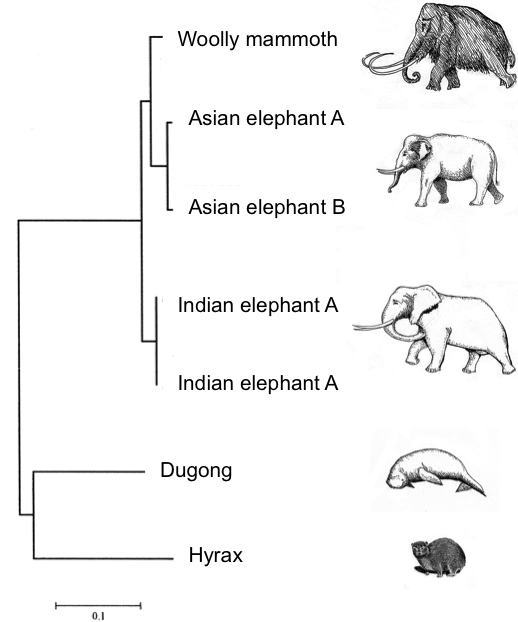 Woolly mammoth
Asian elephant A
Asian elephant B
Indian elephant A
Indian elephant A
Dugong
Hyrax
0.1